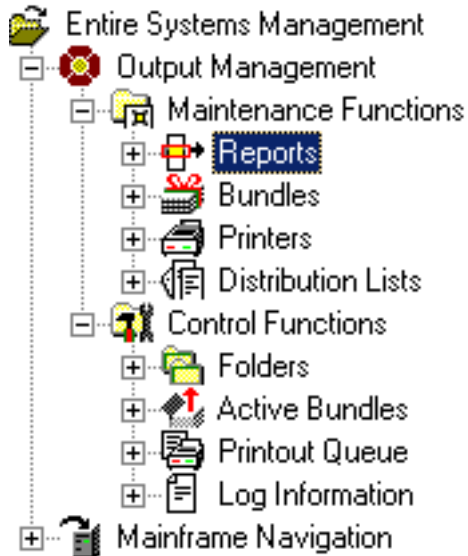 Entire Systems Management
Output Management
Maintenance Functions
Reports
Bundles
Printers
Distribution Lists
Control Functions
Folders
Active Bundles
Printout Queue
Log Information
Mainframe Navigation